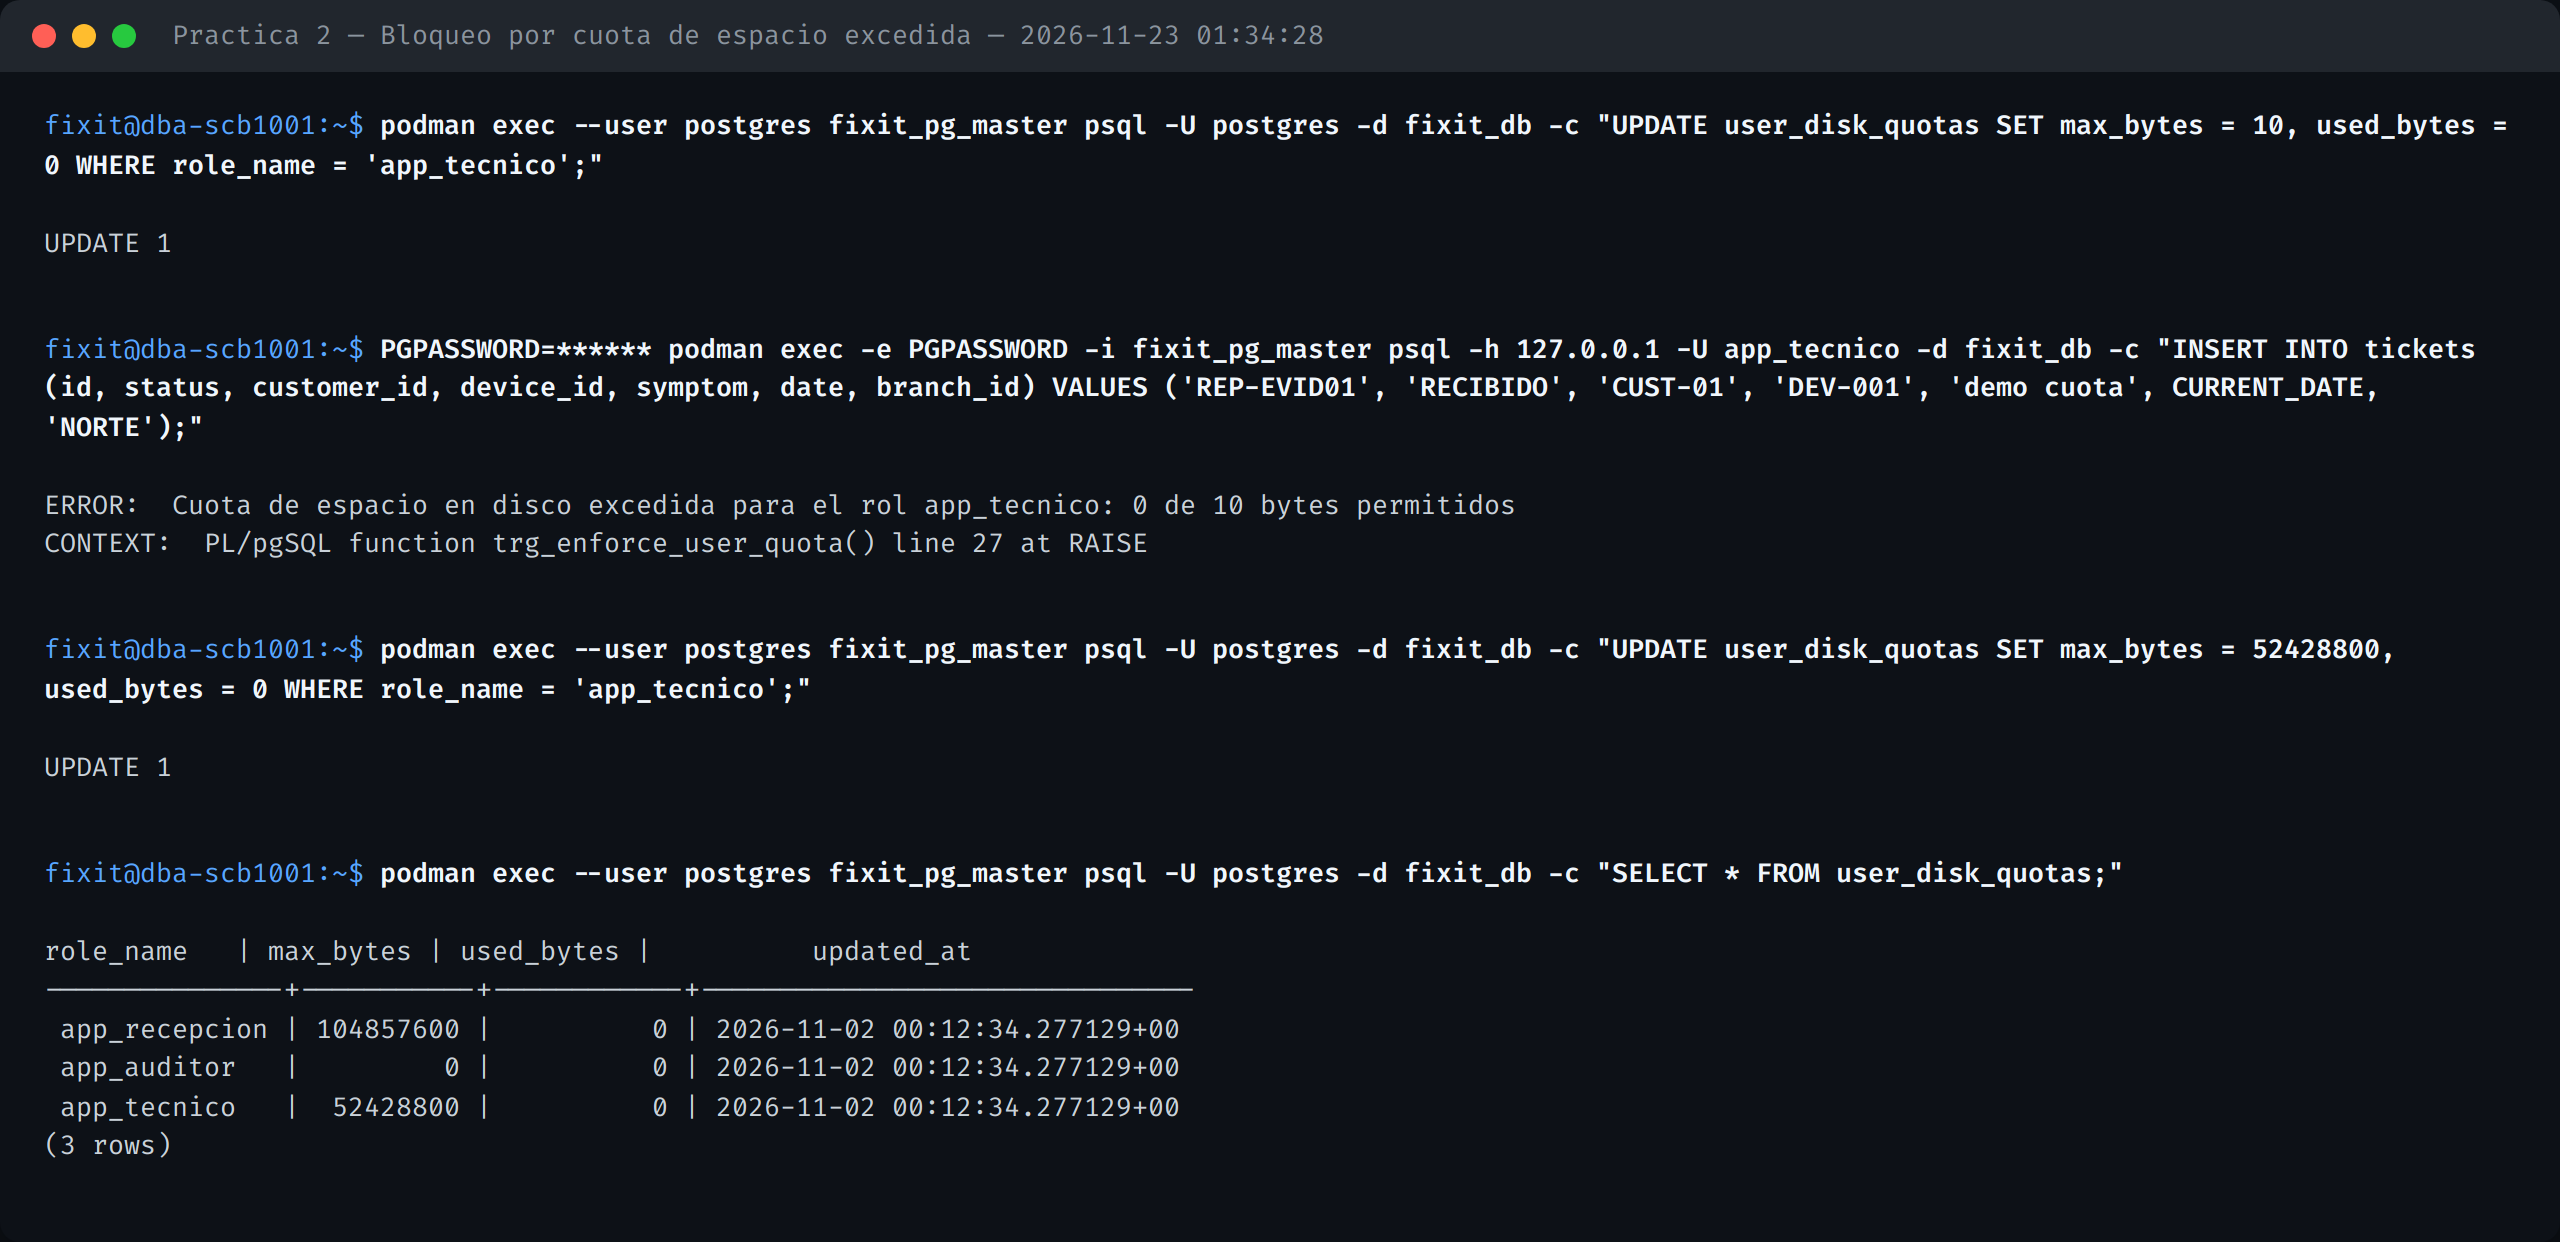 Practica 2 — Bloqueo por cuota de espacio excedida — 2026-11-23 01:34:28
fixit@dba-scb1001:~$ podman exec --user postgres fixit_pg_master psql -U postgres -d fixit_db -c "UPDATE user_disk_quotas SET max_bytes = 10, used_bytes =
0 WHERE role_name = 'app_tecnico';"
UPDATE 1
fixit@dba-scb1001:~$ PGPASSWORD=****** podman exec -e PGPASSWORD -i fixit_pg_master psql -h 127.0.0.1 -U app_tecnico -d fixit_db -c "INSERT INTO tickets
(id, status, customer_id, device_id, symptom, date, branch_id) VALUES ('REP-EVID01', 'RECIBIDO', 'CUST-01', 'DEV-001', 'demo cuota', CURRENT_DATE,
'NORTE');"
ERROR:  Cuota de espacio en disco excedida para el rol app_tecnico: 0 de 10 bytes permitidos
CONTEXT:  PL/pgSQL function trg_enforce_user_quota() line 27 at RAISE
fixit@dba-scb1001:~$ podman exec --user postgres fixit_pg_master psql -U postgres -d fixit_db -c "UPDATE user_disk_quotas SET max_bytes = 52428800,
used_bytes = 0 WHERE role_name = 'app_tecnico';"
UPDATE 1
fixit@dba-scb1001:~$ podman exec --user postgres fixit_pg_master psql -U postgres -d fixit_db -c "SELECT * FROM user_disk_quotas;"
role_name   | max_bytes | used_bytes |          updated_at
---------------+-----------+------------+-------------------------------
 app_recepcion | 104857600 |          0 | 2026-11-02 00:12:34.277129+00
 app_auditor   |         0 |          0 | 2026-11-02 00:12:34.277129+00
 app_tecnico   |  52428800 |          0 | 2026-11-02 00:12:34.277129+00
(3 rows)